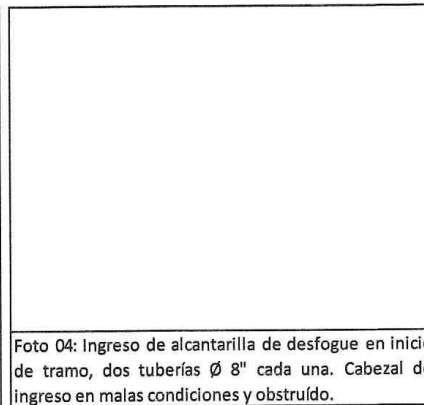 Foto 04: Ingreso de alcantarilla de desfogue en inici
de tramo, dos tuberías Ø 8" cada una. Cabezal d
ingreso en malas condiciones y obstruído.